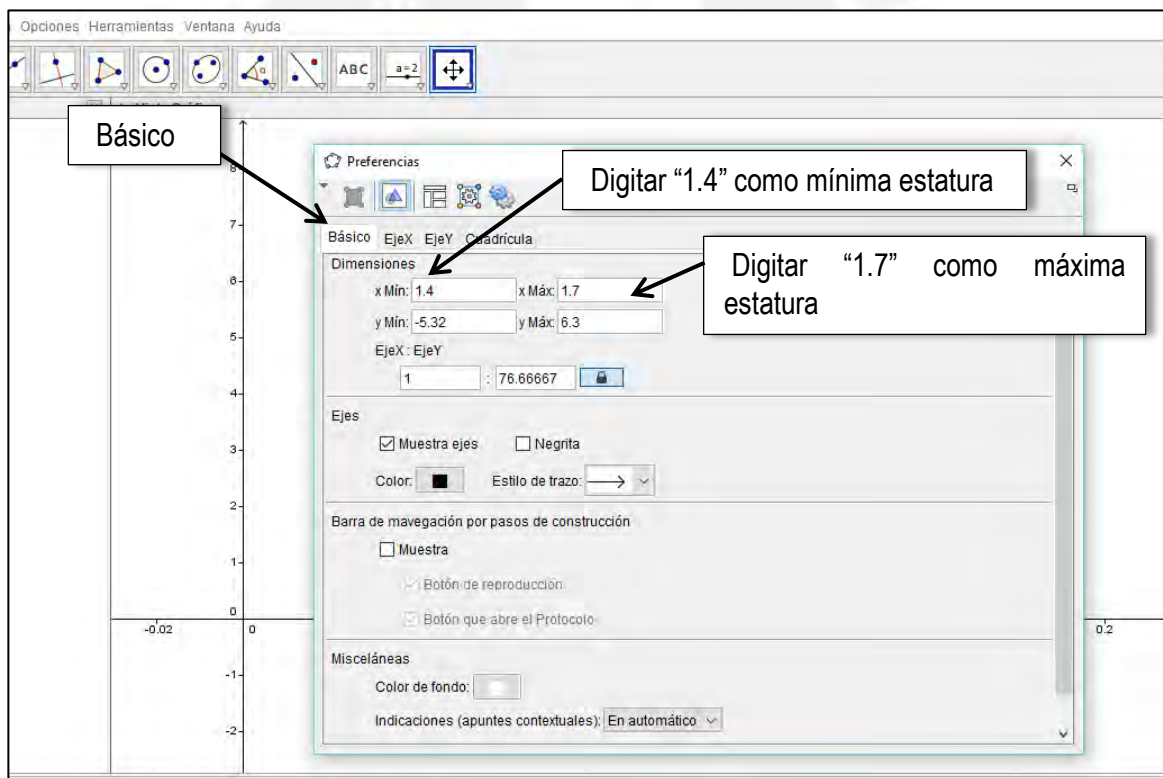 Opciones Herramientas Ventana Ayuda
ABC
a=2
Básico
8
7
6
5
4
3
2
1
0
-1
-2
-0.02
0
0.2
Preferencias
Digitar “1.4” como mínima estatura
Básico EjeX EjeY Cuadrícula
Dimensiones
x Mín: 1.4 x Máx: 1.7
Digitar “1.7” como máxima
estatura
y Mín: -5.32 y Máx: 6.3
EjeX : EjeY
1 : 76.66667
Ejes
Muestra ejes Negrita
Color: Estilo de trazo:
Barra de mavegación por pasos de construcción
Muestra
Botón de reproducción
Botón que abre el Protocolo
Misceláneas
Color de fondo:
Indicaciones (apuntes contextuales): En automático